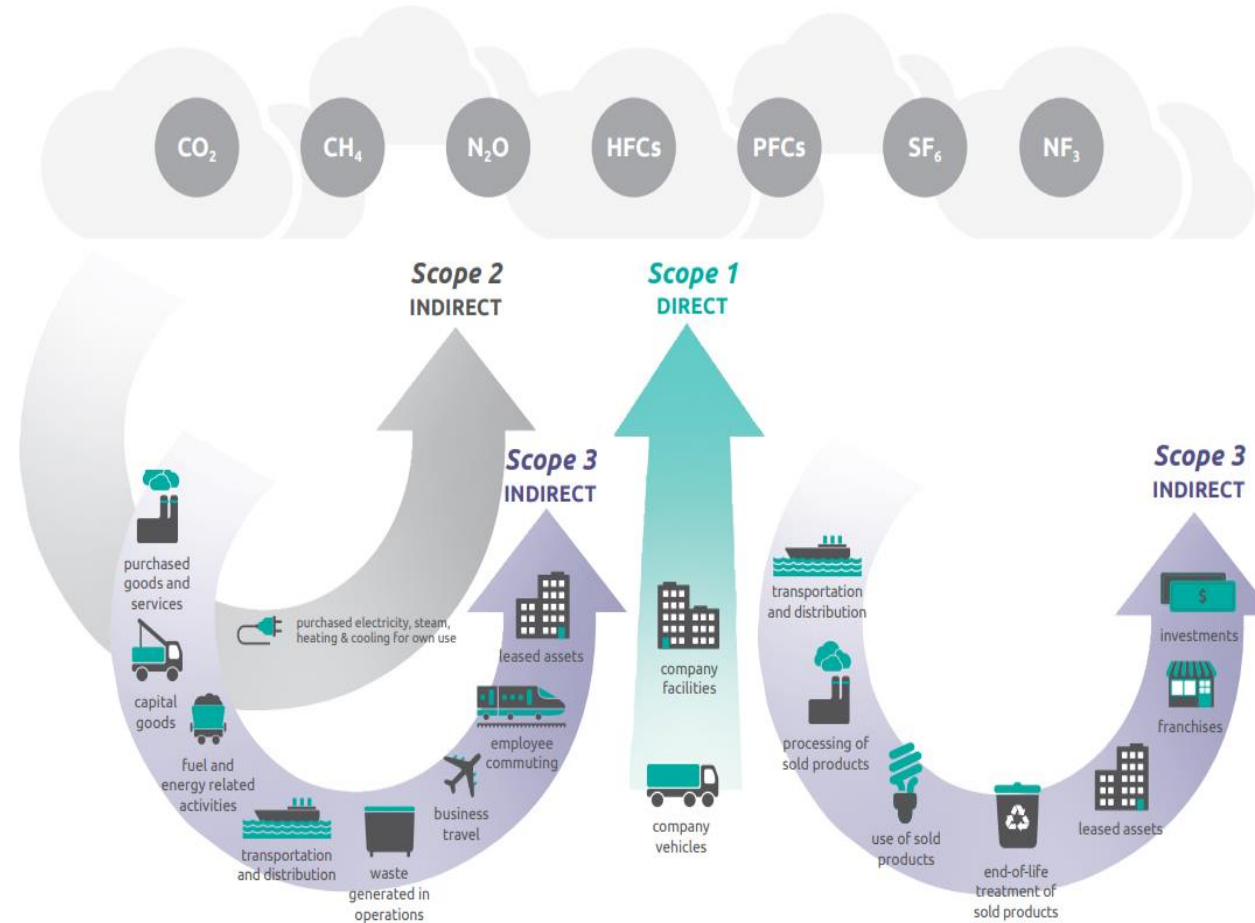 CO₂ CH₄ N₂O HFCs PFCs SF₆ NF₃
Scope 2
INDIRECT
Scope 1
DIRECT
Scope 3
INDIRECT
Scope 3
INDIRECT
purchased
goods and
services
capital
goods
fuel and
energy related
activities
transportation
and distribution
waste
generated in
operations
business
travel
employee
commuting
leased assets
purchased electricity, steam,
heating & cooling for own use
company
facilities
company
vehicles
transportation
and distribution
processing of
sold products
use of sold
products
end-of-life
treatment of
sold products
leased assets
franchises
investments
$